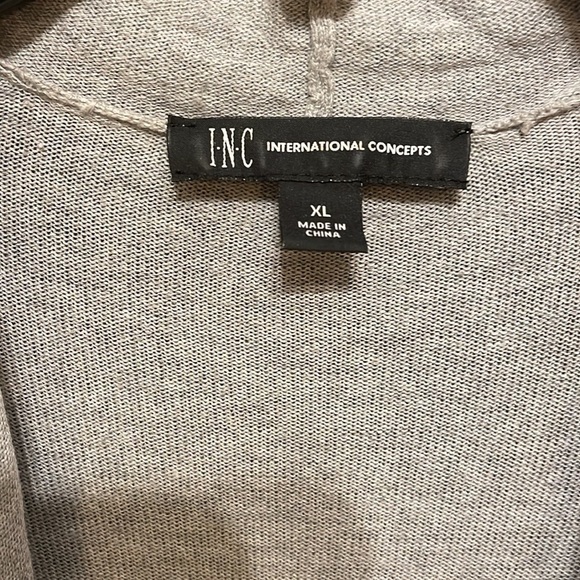 I·N·C INTERNATIONAL CONCEPTS
XL
MADE IN
CHINA